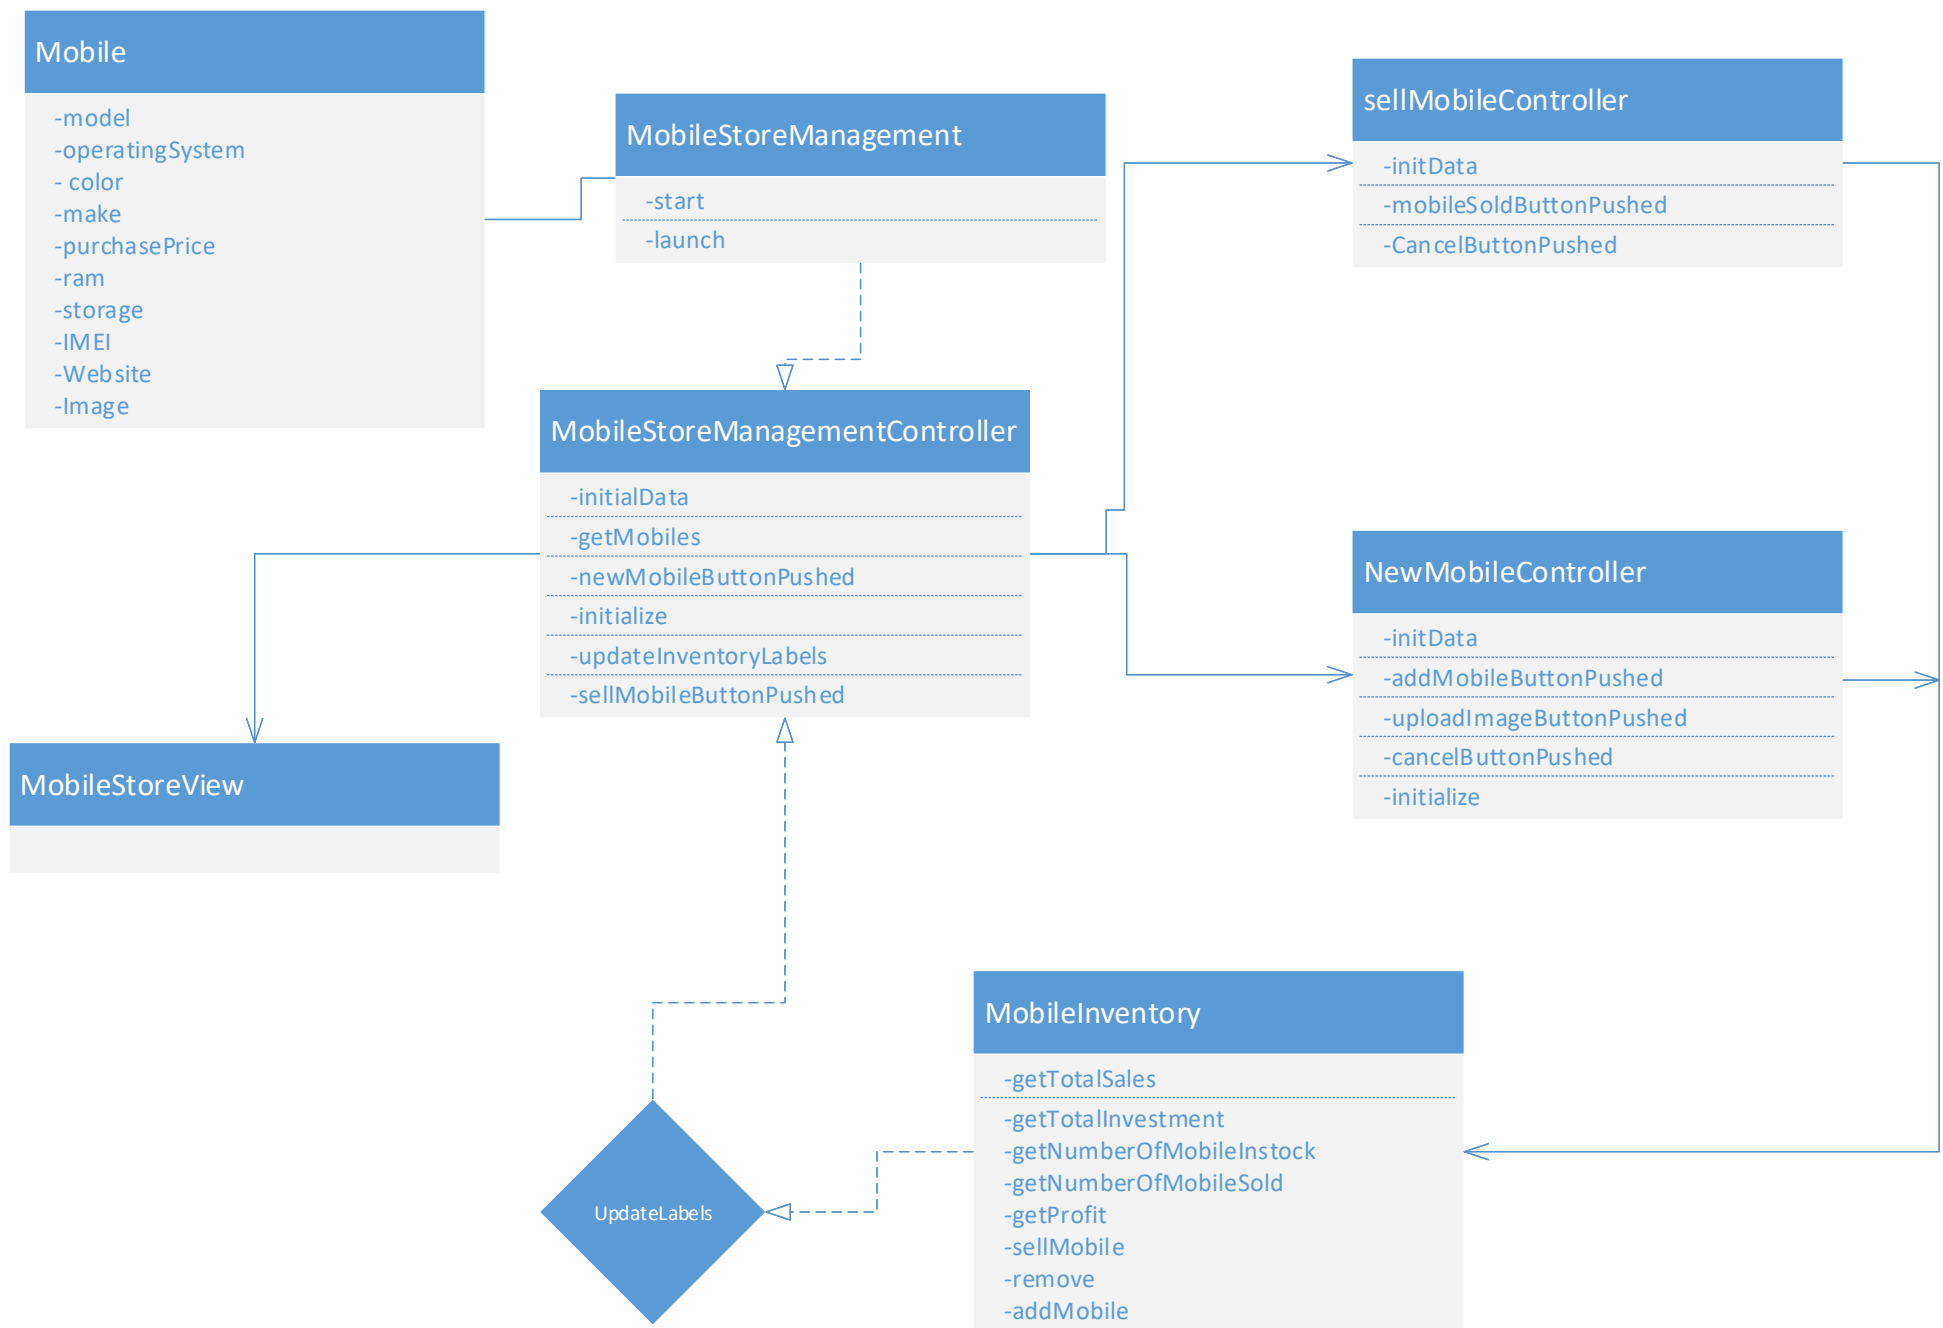 Mobile
-model
-operatingSystem
- color
-make
-purchasePrice
-ram
-storage
-IMEI
-Website
-Image
MobileStoreManagement
-start
-launch
sellMobileController
-initData
-mobileSoldButtonPushed
-CancelButtonPushed
MobileStoreManagementController
-initialData
-getMobiles
-newMobileButtonPushed
-initialize
-updateInventoryLabels
-sellMobileButtonPushed
NewMobileController
-initData
-addMobileButtonPushed
-uploadImageButtonPushed
-cancelButtonPushed
-initialize
MobileStoreView
MobileInventory
-getTotalSales
-getTotalInvestment
-getNumberOfMobileInstock
-getNumberOfMobileSold
-getProfit
-sellMobile
-remove
-addMobile
UpdateLabels